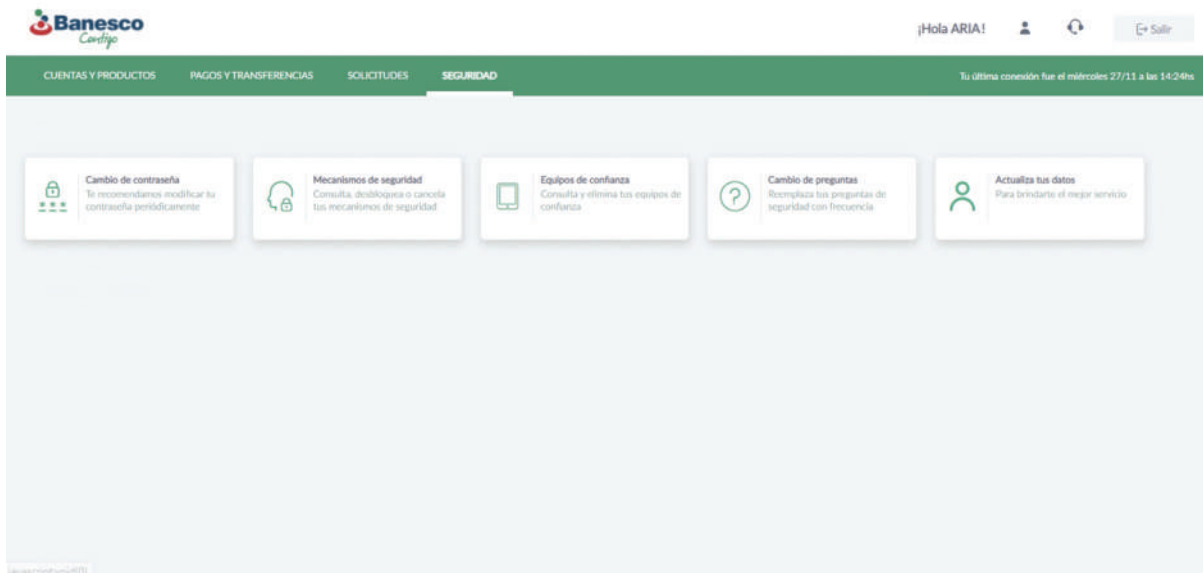 Banesco
Contigo
¡Hola ARIA!
Salir
CUENTAS Y PRODUCTOS PAGOS Y TRANSFERENCIAS SOLICITUDES SEGURIDAD
Tu última conexión fue el miércoles 27/11 a las 14:24hs
Cambio de contraseña
Te recomendamos modificar tu
contraseña periódicamente
Mecanismos de seguridad
Consulta, desbloquea o cancela
tus mecanismos de seguridad
Equipos de confianza
Consulta y elimina tus equipos de
confianza
Cambio de preguntas
Reemplaza tus preguntas de
seguridad con frecuencia
Actualiza tus datos
Para brindarte el mejor servicio